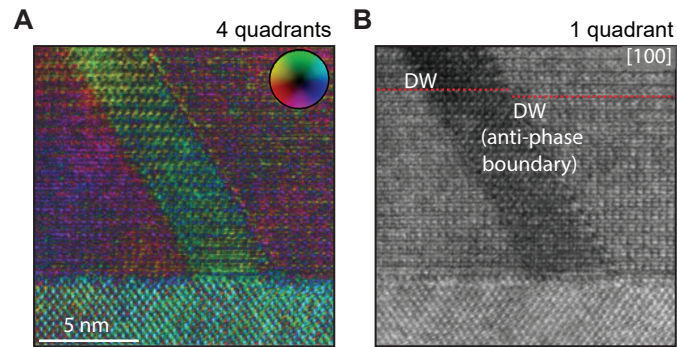 A
4 quadrants
B
1 quadrant
[100]
DW
DW
(anti-phase
boundary)
5 nm